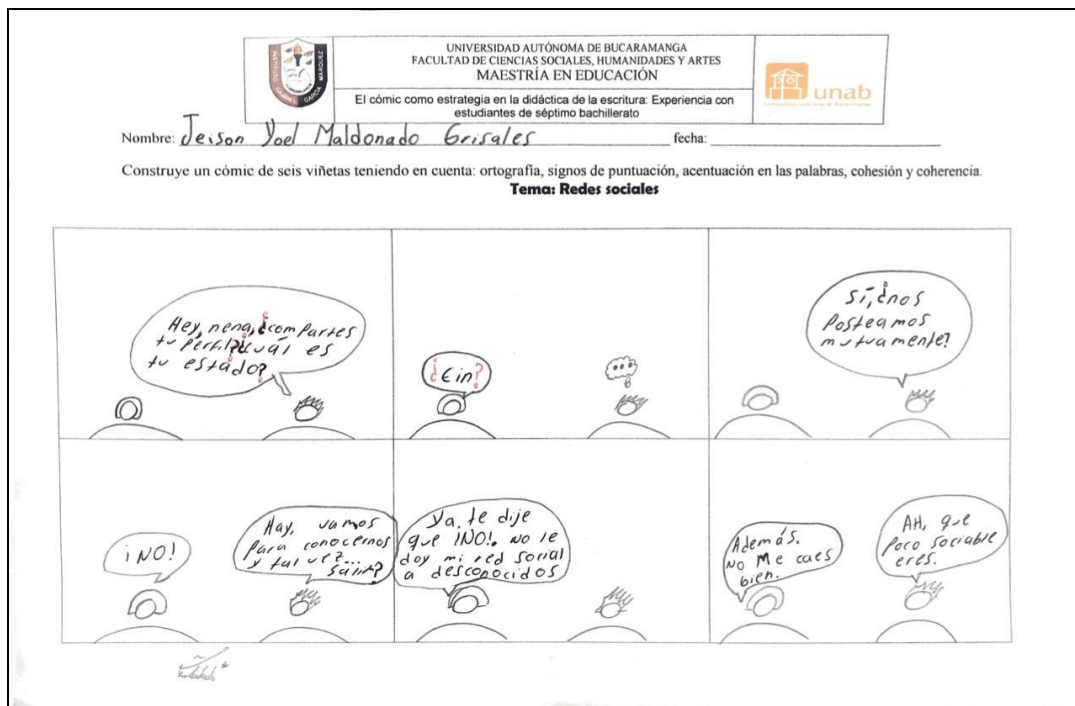 UNIVERSIDAD AUTÓNOMA DE BUCARAMANGA
FACULTAD DE CIENCIAS SOCIALES, HUMANIDADES Y ARTES
MAESTRÍA EN EDUCACIÓN
El cómic como estrategia en la didáctica de la escritura: Experiencia con
estudiantes de séptimo bachillerato
unab
Nombre: Jeison Yoel Maldonado Grisales fecha:
Construye un cómic de seis viñetas teniendo en cuenta: ortografía, signos de puntuación, acentuación en las palabras, cohesión y coherencia.
Tema: Redes sociales
Hey, nena, ¿compartes
tu perfil? ¿cuál es
tu estado?
¿Ein?
...
Sí, ¿nos
posteamos
mutuamente?
¡NO!
Hay, vamos
para conocernos
y tal vez...
Ya, te dije
que ¡NO!. no le
doy mi red social
a desconocidos
Además.
No Me caes
bien.
AH, que
poco sociable
eres.